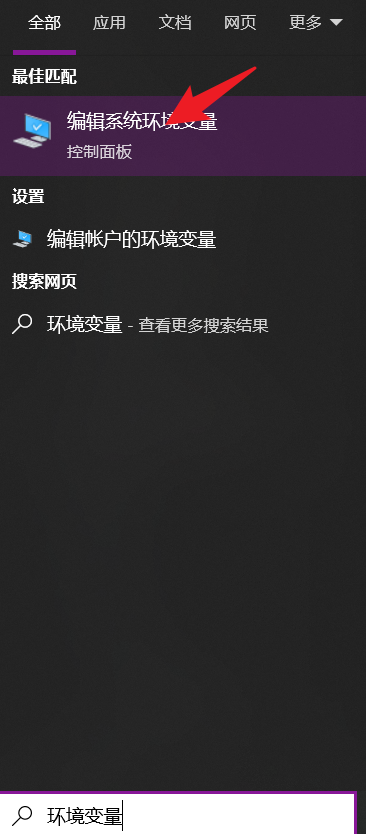 全部 应用 文档 网页 更多
最佳匹配
编辑系统环境变量
控制面板
设置
编辑帐户的环境变量
搜索网页
环境变量 - 查看更多搜索结果
环境变量